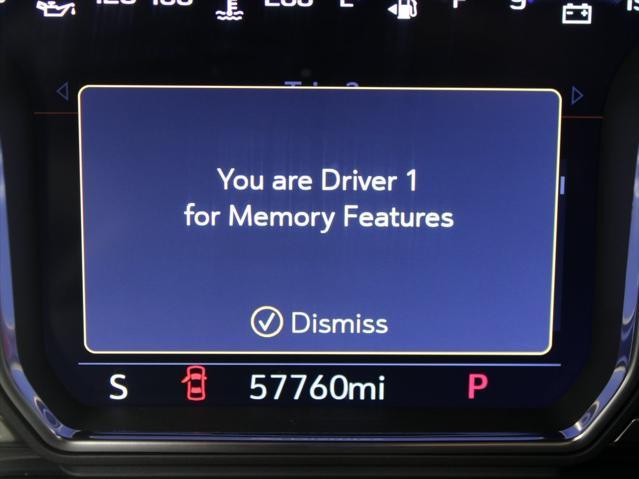 You are Driver 1
for Memory Features
Dismiss
S 57760mi P